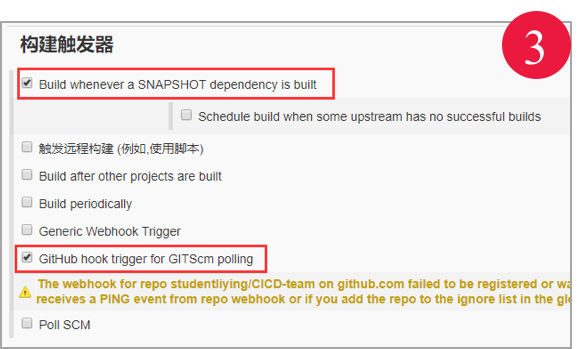 构建触发器
3
Build whenever a SNAPSHOT dependency is built
Schedule build when some upstream has no successful builds
触发远程构建 (例如,使用脚本)
Build after other projects are built
Build periodically
Generic Webhook Trigger
GitHub hook trigger for GITScm polling
The webhook for repo studentliying/CICD-team on github.com failed to be registered or wa
receives a PING event from repo webhook or if you add the repo to the ignore list in the gl
Poll SCM